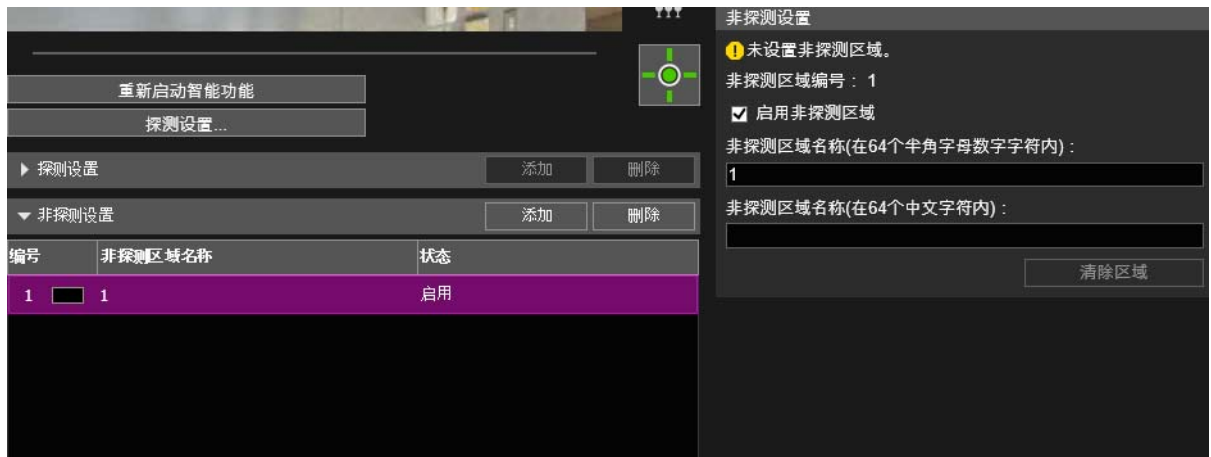 重新启动智能功能
探测设置...
▶ 探测设置 添加 删除
▼ 非探测设置 添加 删除
编号 非探测区域名称 状态
1 1 启用
非探测设置
未设置非探测区域。
非探测区域编号：1
启用非探测区域
非探测区域名称(在64个半角字母数字字符内)：
1
非探测区域名称(在64个中文字符内)：
清除区域